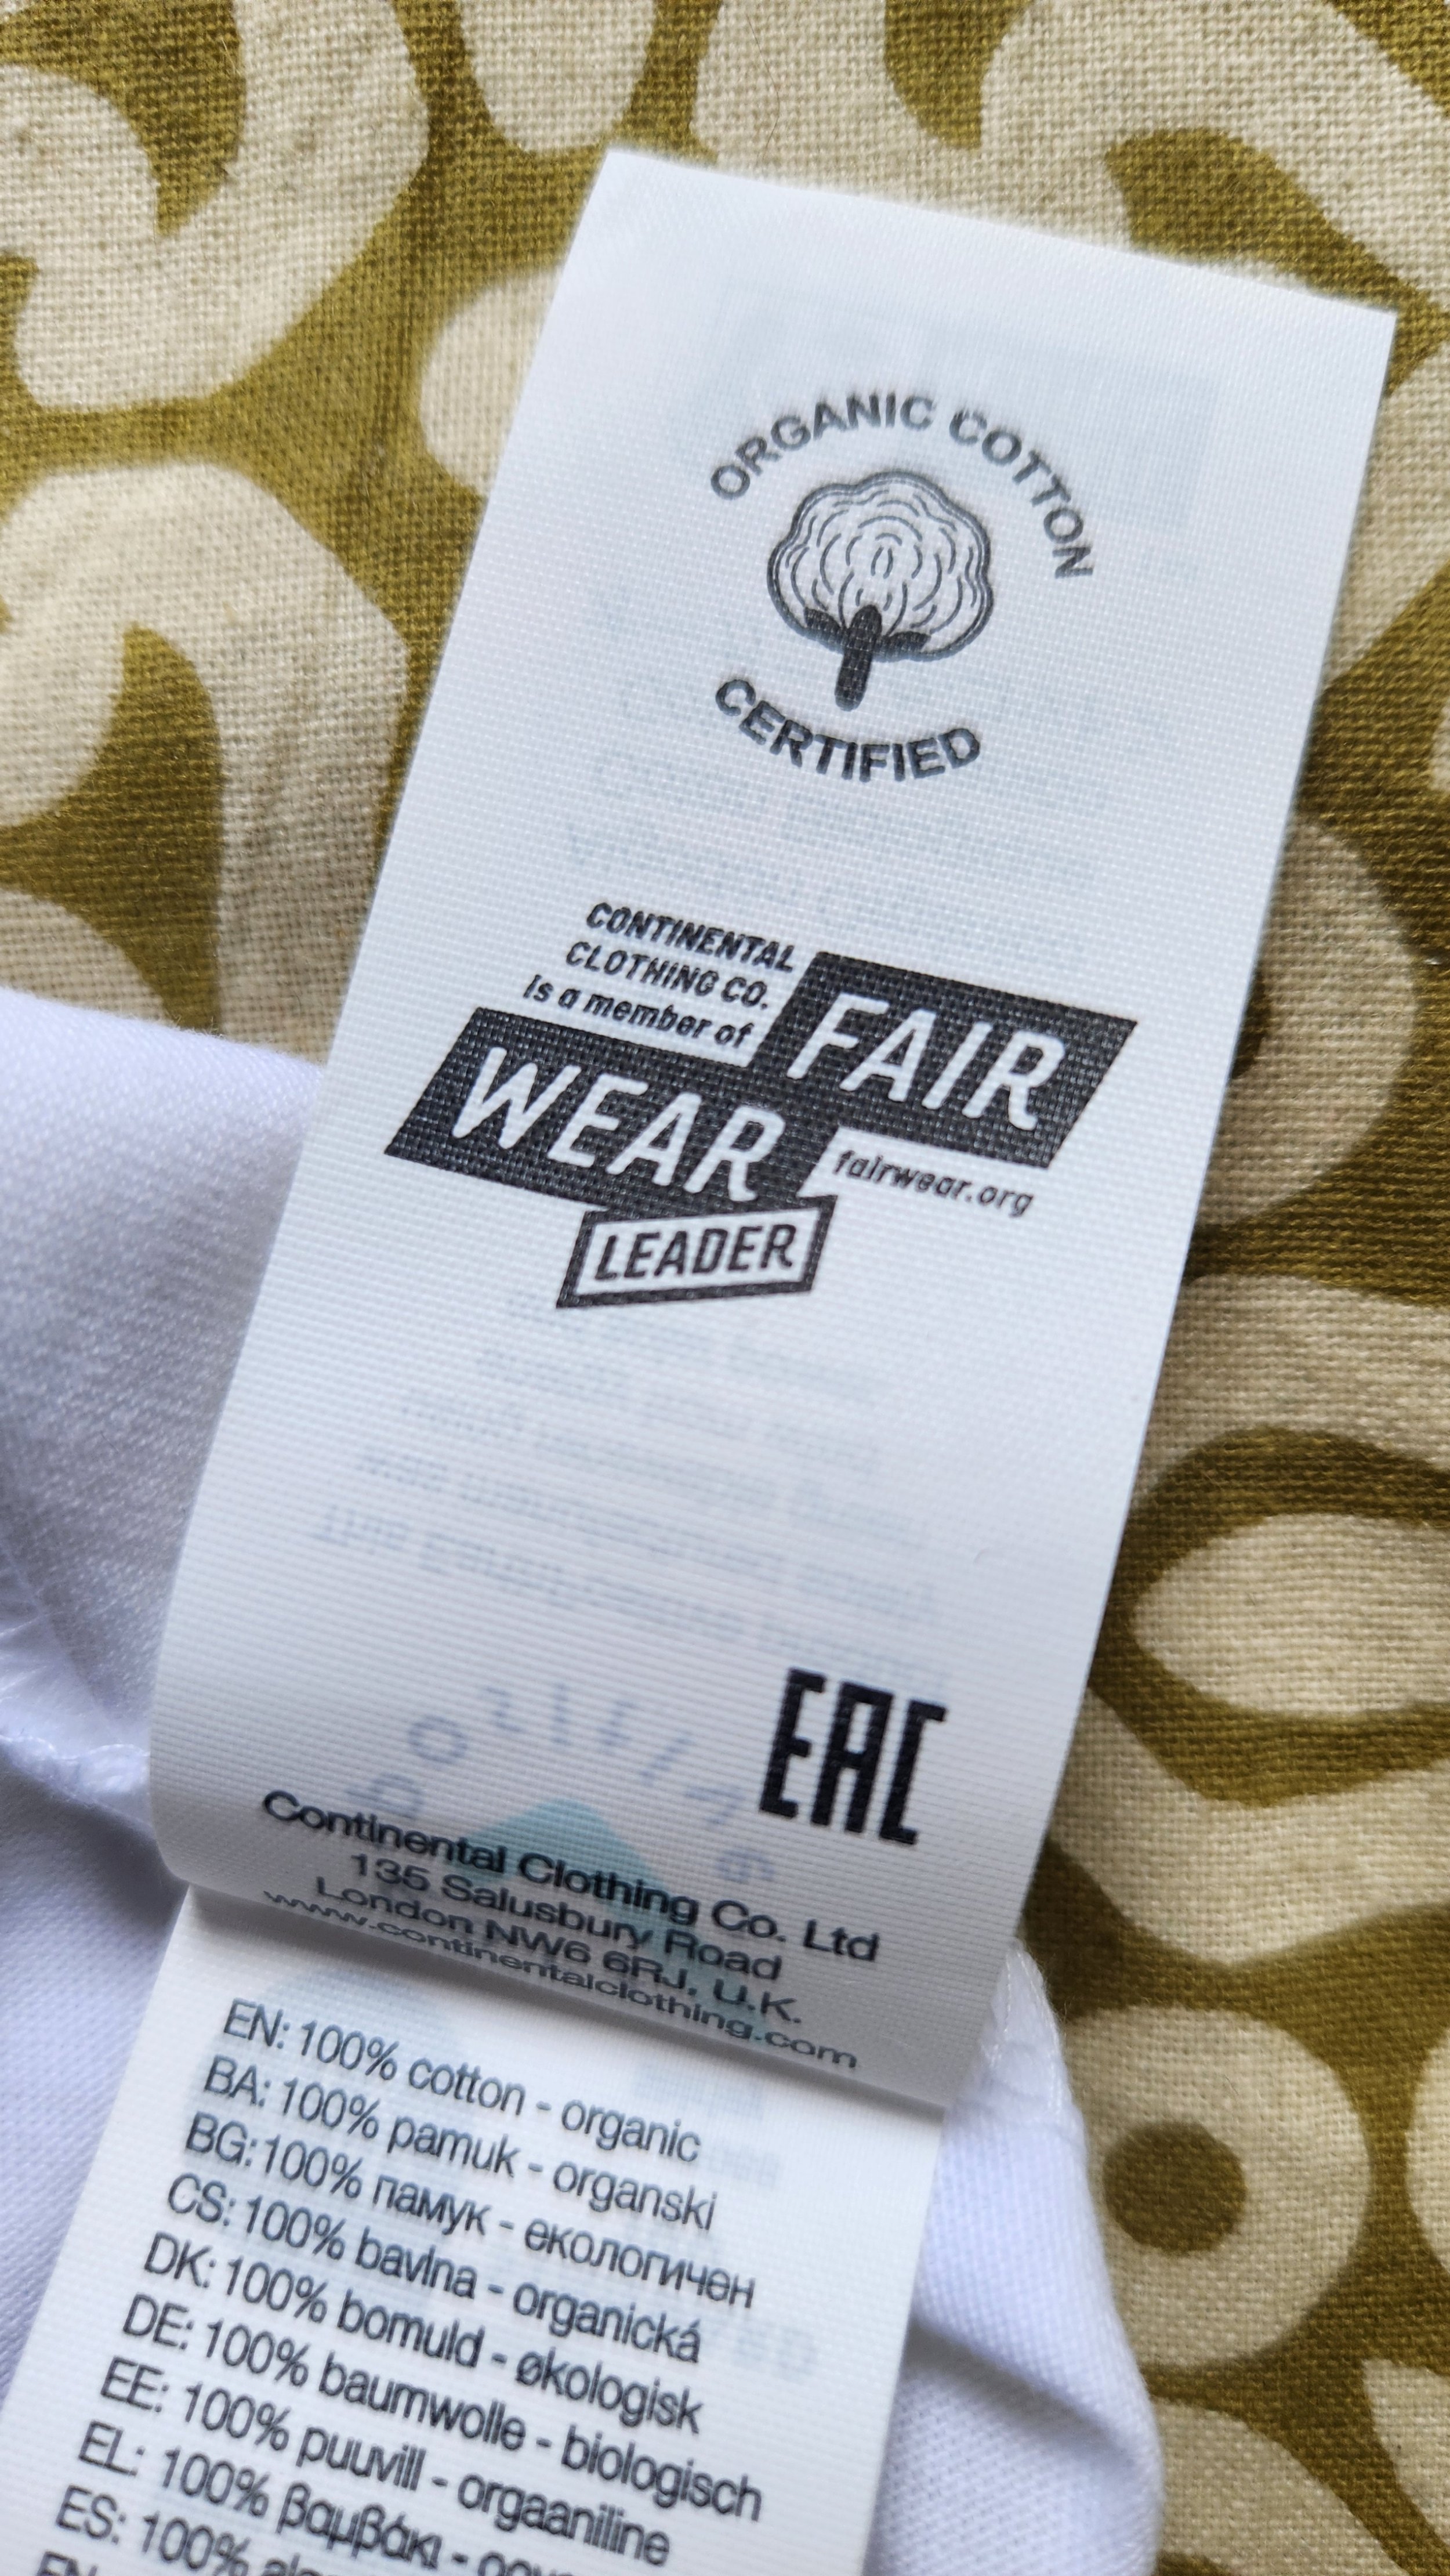 ORGANIC COTTON
CERTIFIED
CONTINENTAL
CLOTHING CO.
is a member of
FAIR
WEAR
fairwear.org
LEADER
EAC
Continental Clothing Co. Ltd
135 Salusbury Road
London NW6 6RJ, U.K.
www.continentalclothing.com
EN: 100% cotton - organic
BA: 100% pamuk - organski
BG: 100% памук - екологичен
CS: 100% bavlna - organická
DK: 100% bomuld - økologisk
DE: 100% baumwolle - biologisch
EE: 100% puuvill - orgaaniline
EL: 100% βαμβάκι -
ES: 100%